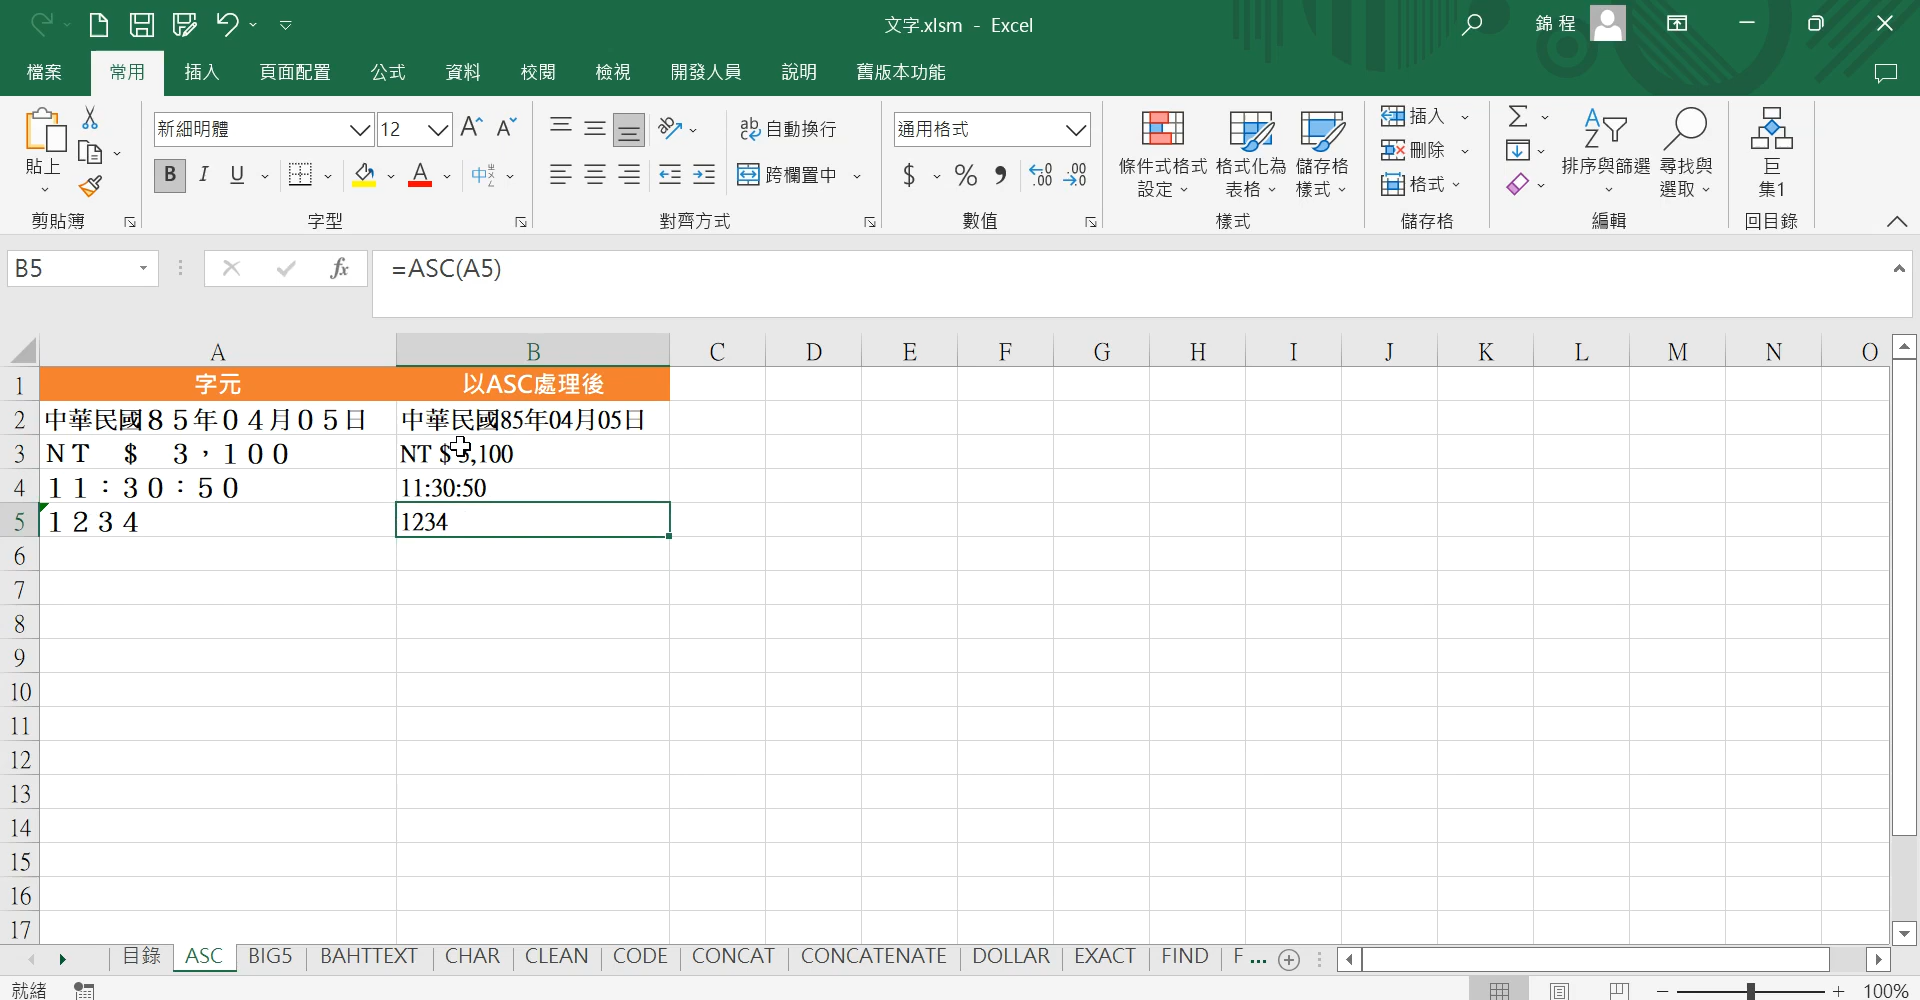 文字.xlsm - Excel
錦 程
檔案 常用 插入 頁面配置 公式 資料 校閱 檢視 開發人員 說明 舊版本功能
貼上
剪貼簿
新細明體 12
B I U A 中
字型
ab 自動換行
跨欄置中
對齊方式
通用格式
$ % 9 .00 .00
數值
條件式格式設定
格式化為表格
儲存格樣式
樣式
插入
刪除
格式
儲存格
排序與篩選
尋找與選取
編輯
巨集1
回目錄
B5 fx =ASC(A5)
A B C D E F G H I J K L M N O
1 字元 以ASC處理後
2 中華民國８５年０４月０５日 中華民國85年04月05日
3 ＮＴ　＄　３，１００ NT $ 3,100
4 １１：３０：５０ 11:30:50
5 １２３４ 1234
6
7
8
9
10
11
12
13
14
15
16
17
目錄 ASC BIG5 BAHTTEXT CHAR CLEAN CODE CONCAT CONCATENATE DOLLAR EXACT FIND F ...
就緒 100%